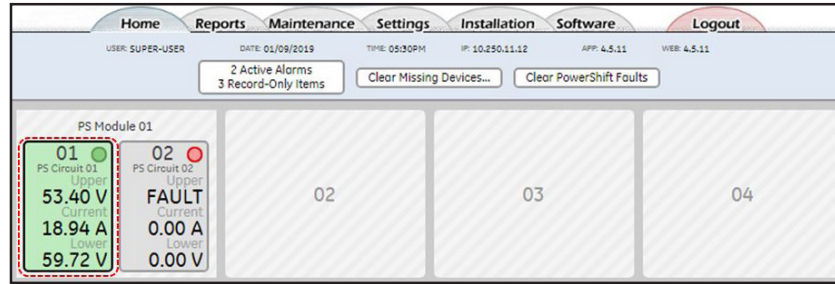 Home Reports Maintenance Settings Installation Software Logout
USER: SUPER-USER DATE: 01/09/2019 TIME: 05:30PM IP: 10.250.11.12 APP: 4.5.11 WEB: 4.5.11
2 Active Alarms
3 Record-Only Items
Clear Missing Devices... Clear PowerShift Faults
PS Module 01
01
PS Circuit 01
Upper
53.40 V
Current
18.94 A
Lower
59.72 V
02
PS Circuit 02
Upper
FAULT
Current
0.00 A
Lower
0.00 V
02
03
04